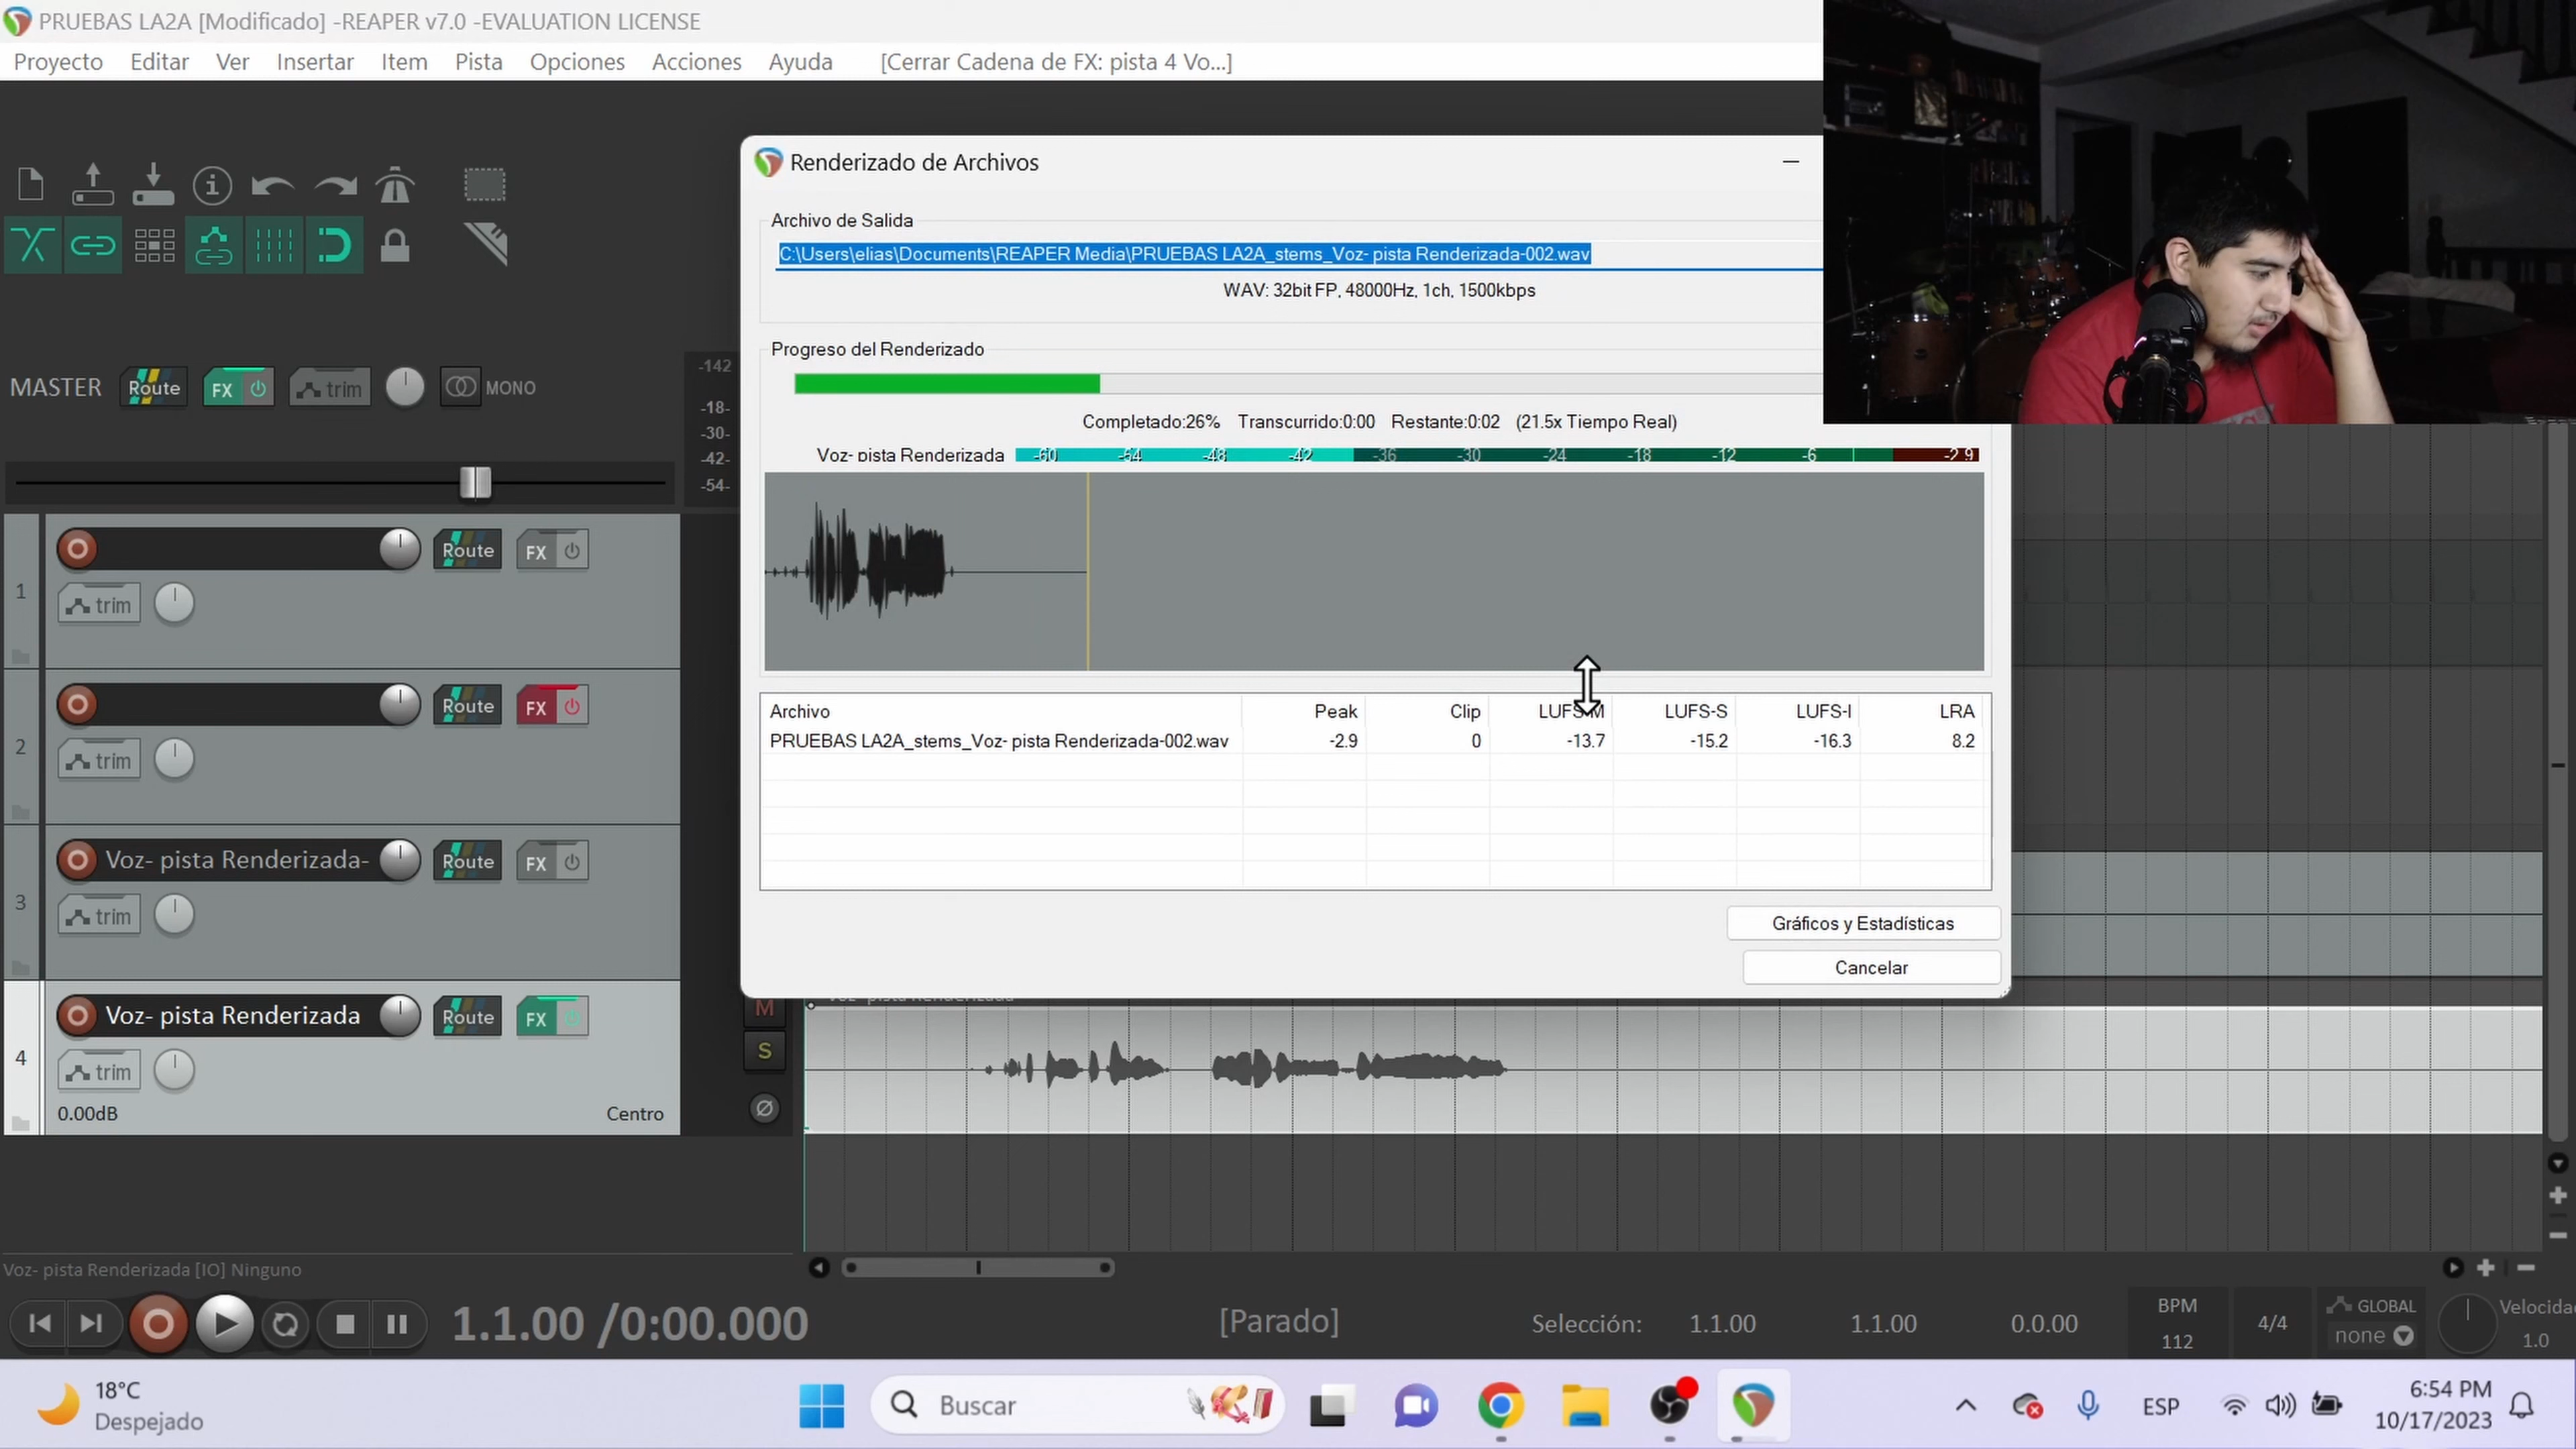 PRUEBAS LA2A [Modificado] -REAPER v7.0 -EVALUATION LICENSE
Proyecto Editar Ver Insertar Item Pista Opciones Acciones Ayuda [Cerrar Cadena de FX: pista 4 Vo...]
Renderizado de Archivos
Archivo de Salida
C:\Users\elias\Documents\REAPER Media\PRUEBAS LA2A_stems_Voz- pista Renderizada-002.wav
WAV: 32bit FP, 48000Hz, 1ch, 1500kbps
Progreso del Renderizado
Completado:26% Transcurrido:0:00 Restante:0:02 (21.5x Tiempo Real)
Voz- pista Renderizada -60 -54 -48 -42 -36 -30 -24 -18 -12 -6 -2.9
Archivo Peak Clip LUFS-M LUFS-S LUFS-I LRA
PRUEBAS LA2A_stems_Voz- pista Renderizada-002.wav -2.9 0 -13.7 -15.2 -16.3 8.2
Gráficos y Estadísticas
Cancelar
MASTER Route FX trim MONO
-142
-18-
-30-
-42-
-54-
Route FX
1
trim
Route FX
2
trim
Voz- pista Renderizada- Route FX
3
trim
Voz- pista Renderizada Route FX
4
trim
0.00dB Centro
M
S
Voz- pista Renderizada
Voz- pista Renderizada [IO] Ninguno
1.1.00 /0:00.000
[Parado]
Selección: 1.1.00 1.1.00 0.0.00
BPM
112
4/4
GLOBAL
none
Velocida
1.0
18°C
Despejado
Buscar
ESP
6:54 PM
10/17/2023